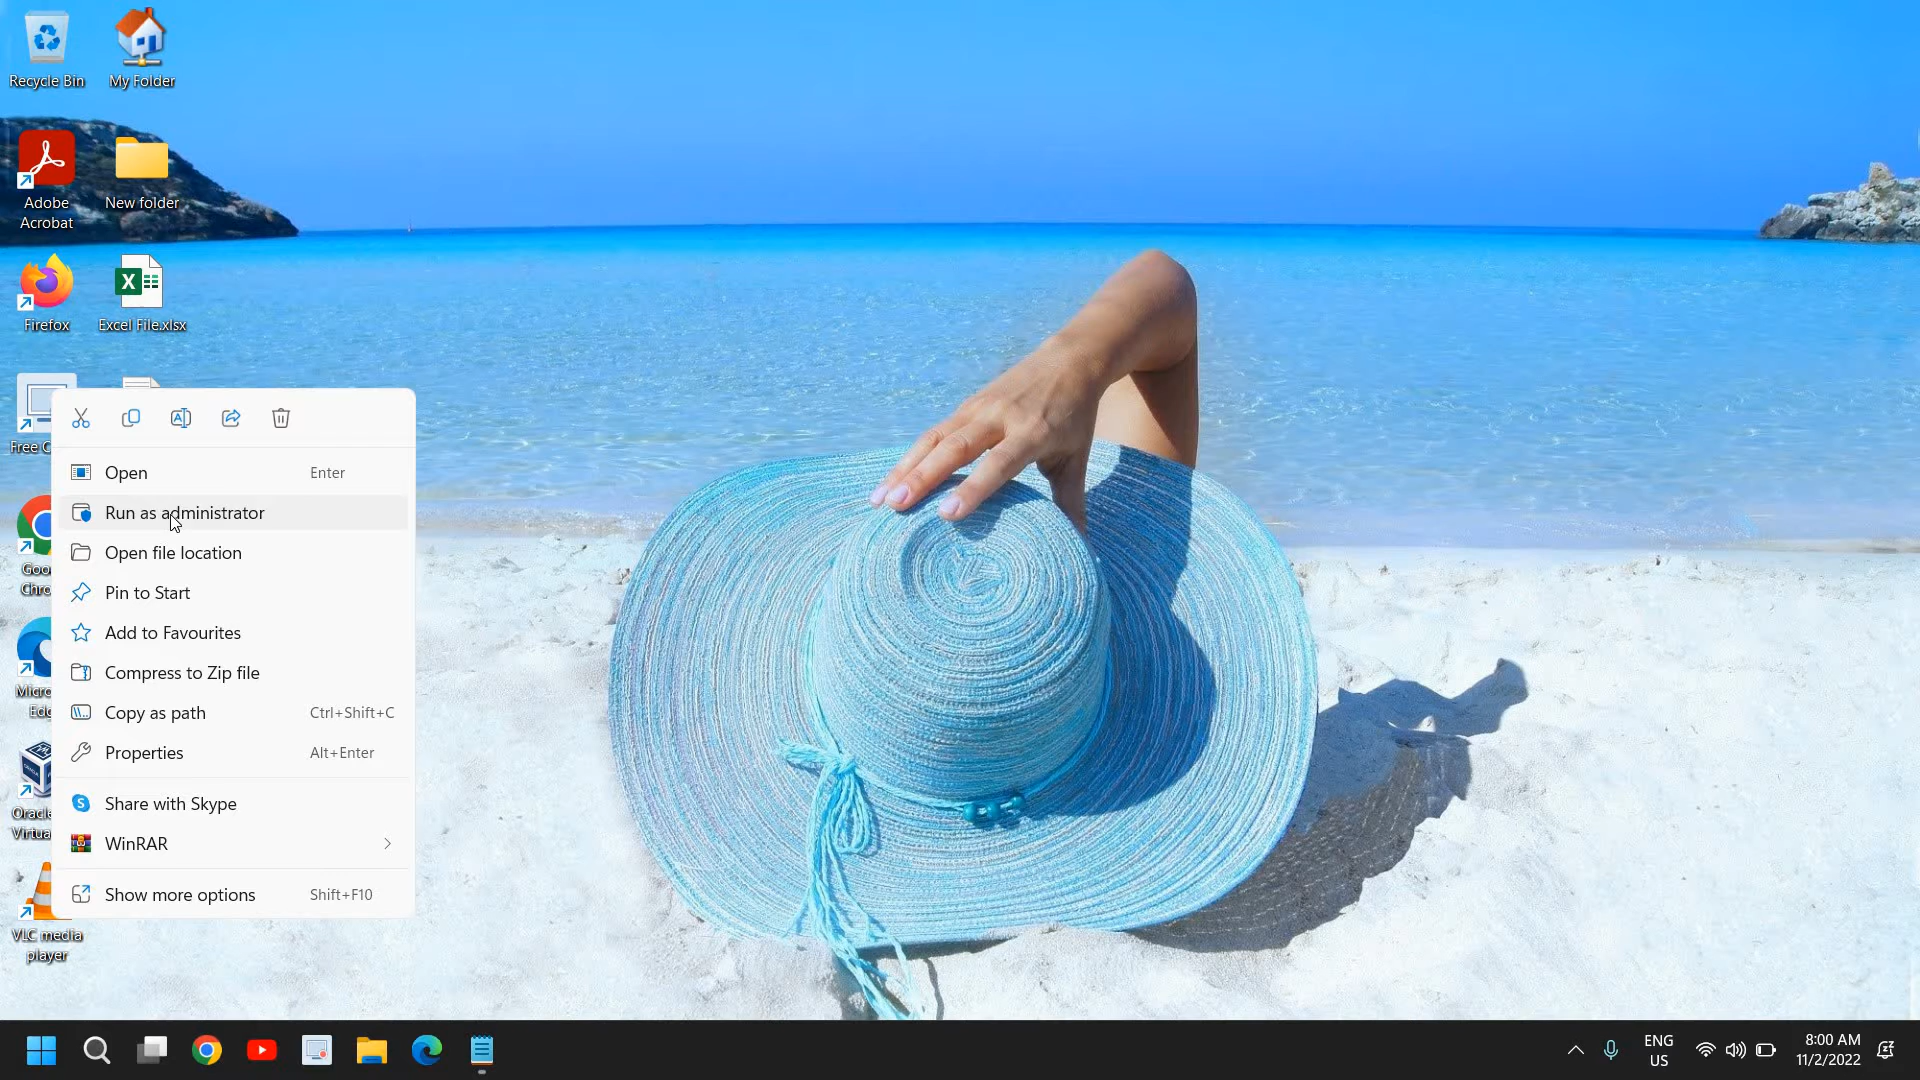 Recycle Bin
My Folder
Adobe
Acrobat
New folder
Firefox
Excel File.xlsx
Free
Open Enter
Run as administrator
Open file location
Pin to Start
Add to Favourites
Compress to Zip file
Copy as path Ctrl+Shift+C
Properties Alt+Enter
Share with Skype
WinRAR
Show more options Shift+F10
VLC media
player
ENG
US
8:00 AM
11/2/2022